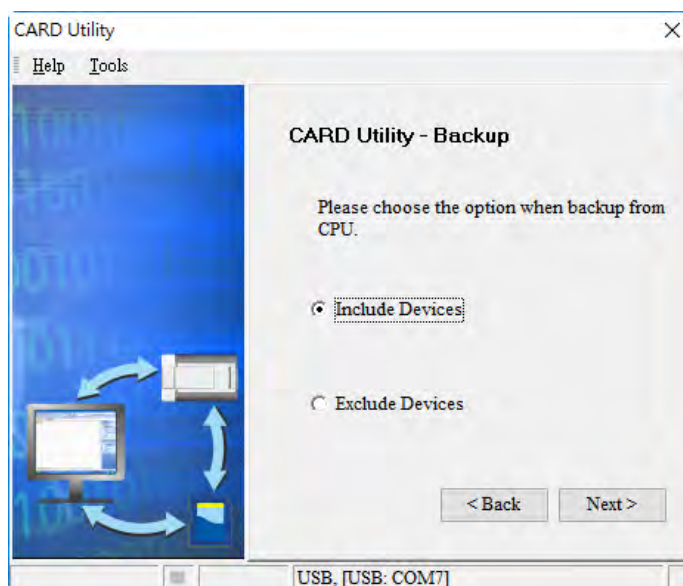 CARD Utility
Help Tools
CARD Utility - Backup
Please choose the option when backup from
CPU.
Include Devices
Exclude Devices
< Back Next >
USB, [USB: COM7]